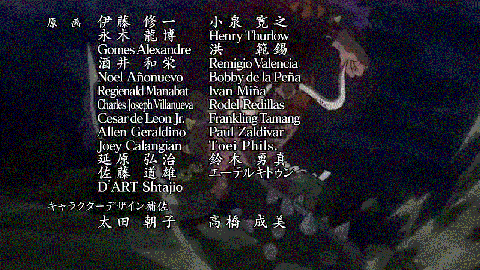 原画 伊藤 修一 小泉 寛之
永木 龍博 Henry Thurlow
Gomes Alexandre 洪 範錫
酒井 和栄 Remigio Valencia
Noel Añonuevo Bobby de la Peña
Regienald Manabat Ivan Miña
Charles Joseph Villanueva Rodel Redillas
Cesar de Leon Jr. Frankling Tamang
Allen Geraldino Paul Zaldivar
Joey Calangian Toei Phils.
延原 弘治 鈴木 勇真
佐藤 道雄 エーテルキトゥン
D'ART Shtajio
キャラクターデザイン補佐
太田 朝子 高橋 成美